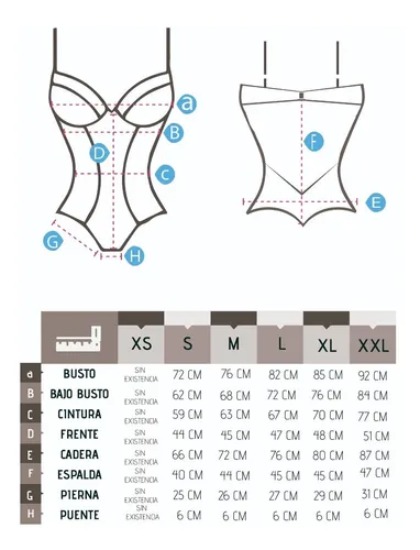 a
B
D
C
G
H
F
E
XS S M L XL XXL
a BUSTO SIN EXISTENCIA 72 CM 76 CM 82 CM 85 CM 92 CM
B BAJO BUSTO SIN EXISTENCIA 62 CM 68 CM 72 CM 76 CM 84 CM
C CINTURA SIN EXISTENCIA 59 CM 63 CM 67 CM 70 CM 77 CM
D FRENTE SIN EXISTENCIA 44 CM 45 CM 47 CM 48 CM 51 CM
E CADERA SIN EXISTENCIA 66 CM 72 CM 76 CM 80 CM 87 CM
F ESPALDA SIN EXISTENCIA 40 CM 44 CM 45 CM 45 CM 47 CM
G PIERNA SIN EXISTENCIA 25 CM 26 CM 27 CM 29 CM 31 CM
H PUENTE SIN EXISTENCIA 6 CM 6 CM 6 CM 6 CM 6 CM